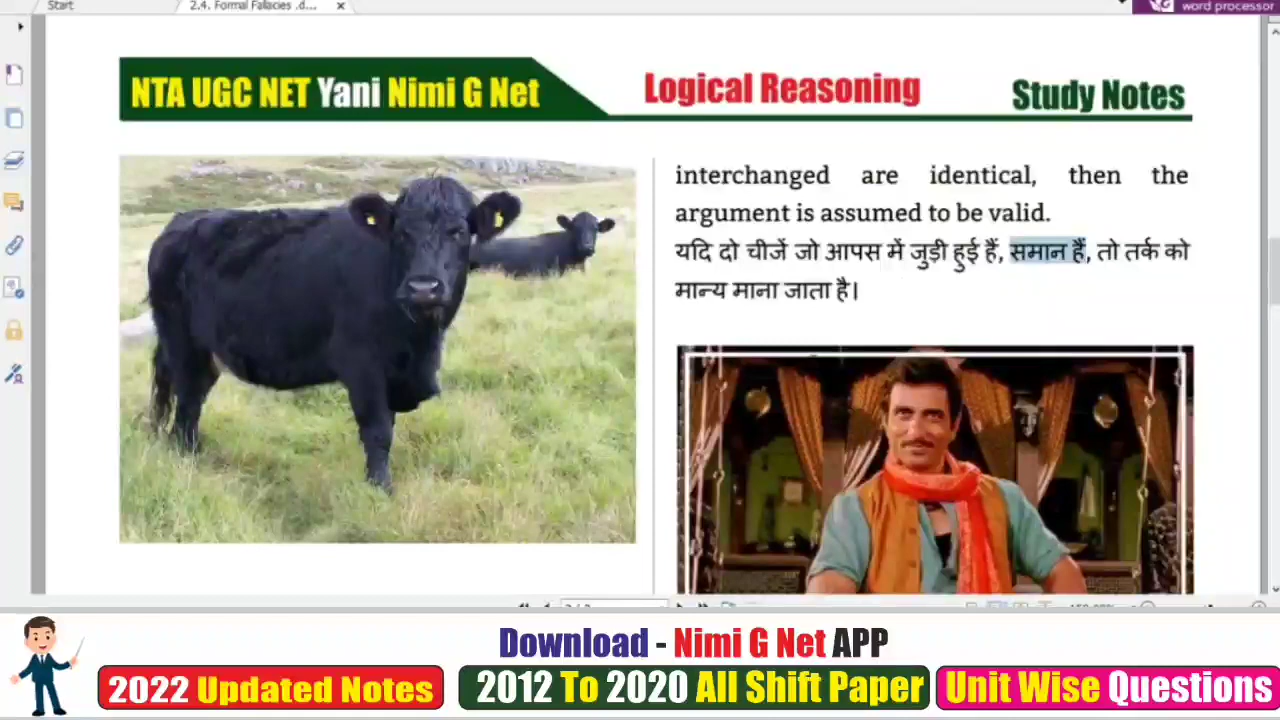 Start
2.4. Formal Fallacies .d...
word processor
NTA UGC NET Yani Nimi G Net
Logical Reasoning
Study Notes
interchanged are identical, then the
argument is assumed to be valid.
यदि दो चीजें जो आपस में जुड़ी हुई हैं, समान हैं, तो तर्क को
मान्य माना जाता है।
Download - Nimi G Net APP
2022 Updated Notes
2012 To 2020 All Shift Paper
Unit Wise Questions